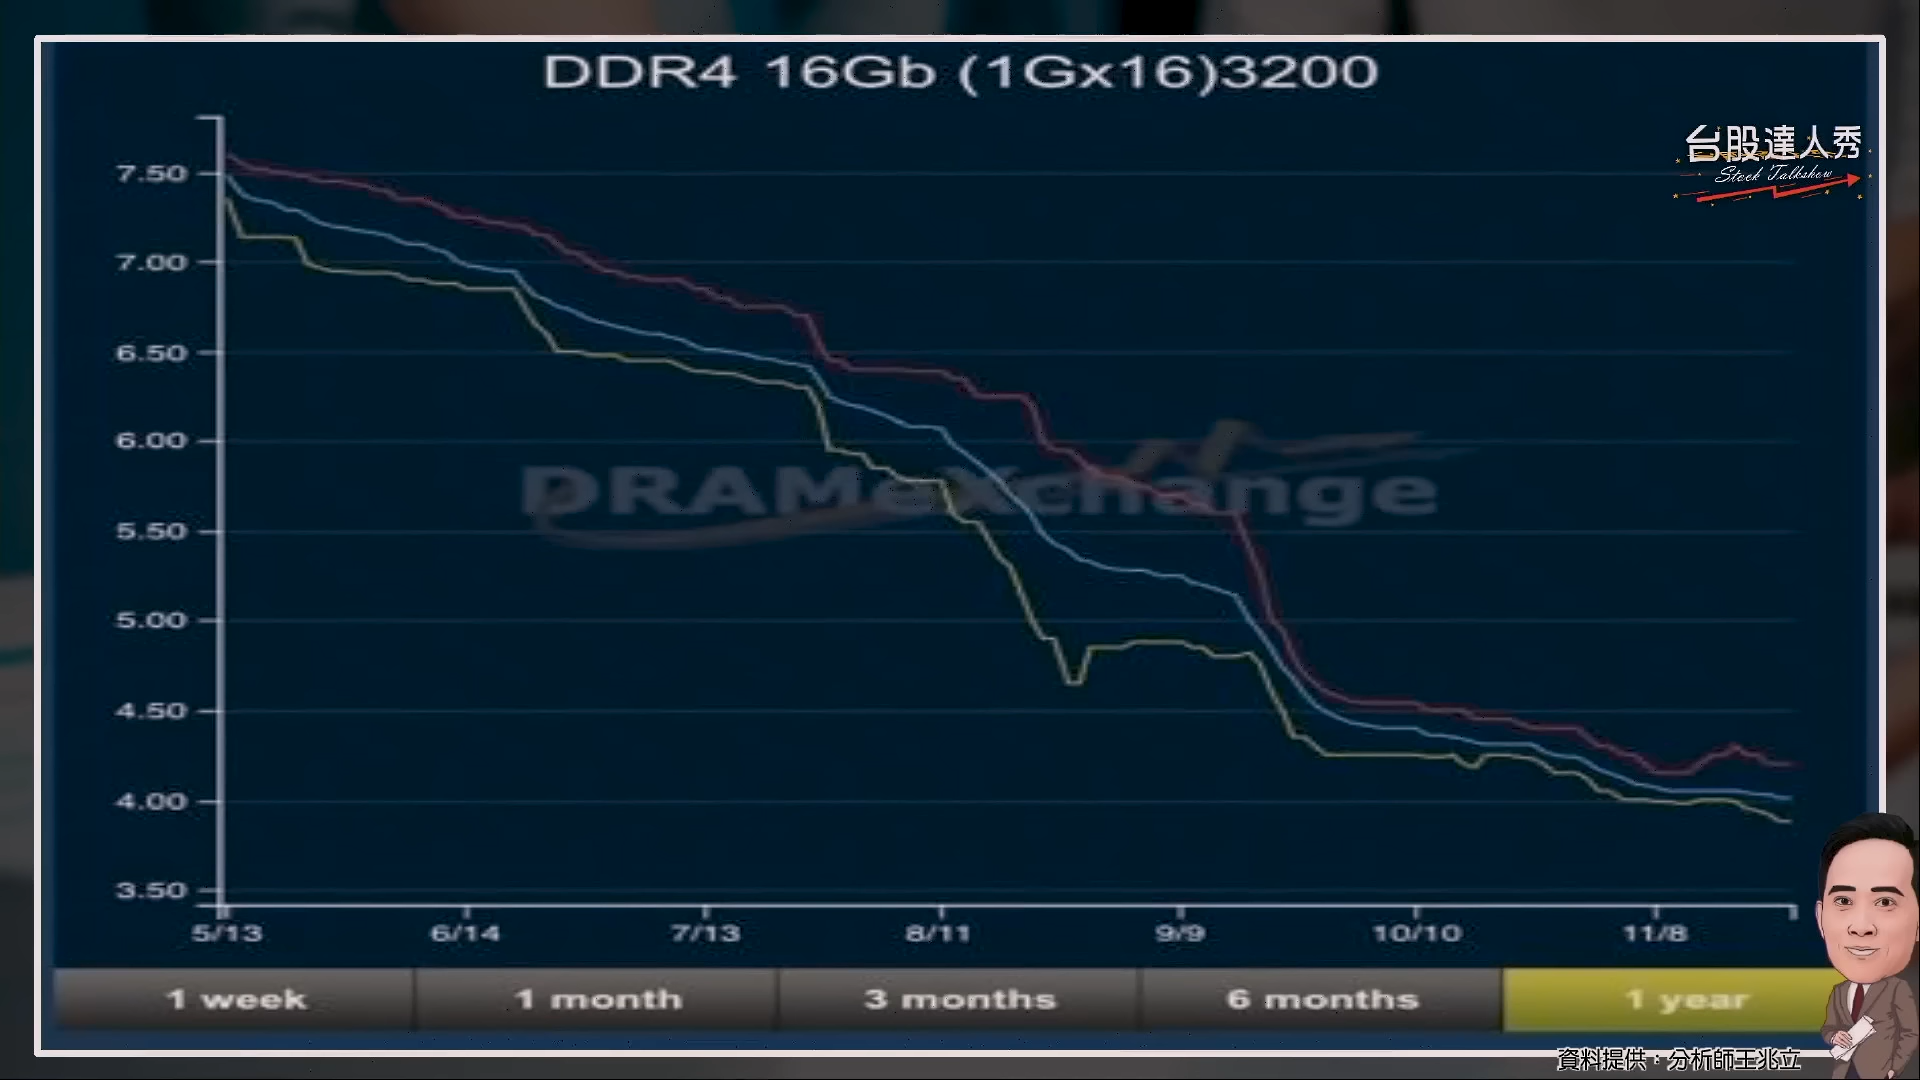 DDR4 16Gb (1Gx16)3200
台股達人秀
Stock Talkshow
7.50
7.00
6.50
6.00
5.50
5.00
4.50
4.00
3.50
DRAMeXchange
5/13 6/14 7/13 8/11 9/9 10/10 11/8
1 week 1 month 3 months 6 months 1 year
資料提供：分析師王兆立